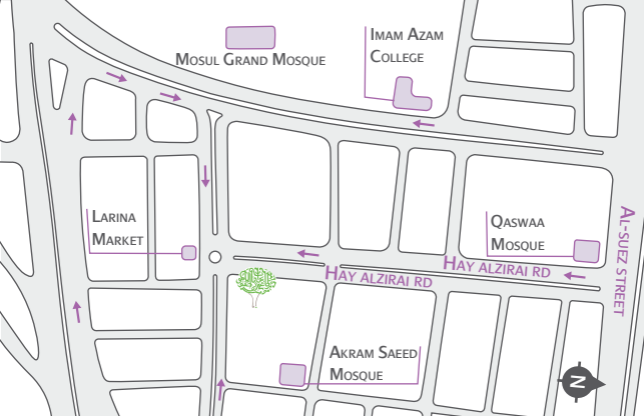 Mosul Grand Mosque
Imam Azam
College
Larina
Market
Qaswaa
Mosque
Hay Alzirai Rd
Hay Alzirai Rd
Al-Suez Street
Akram Saeed
Mosque
N